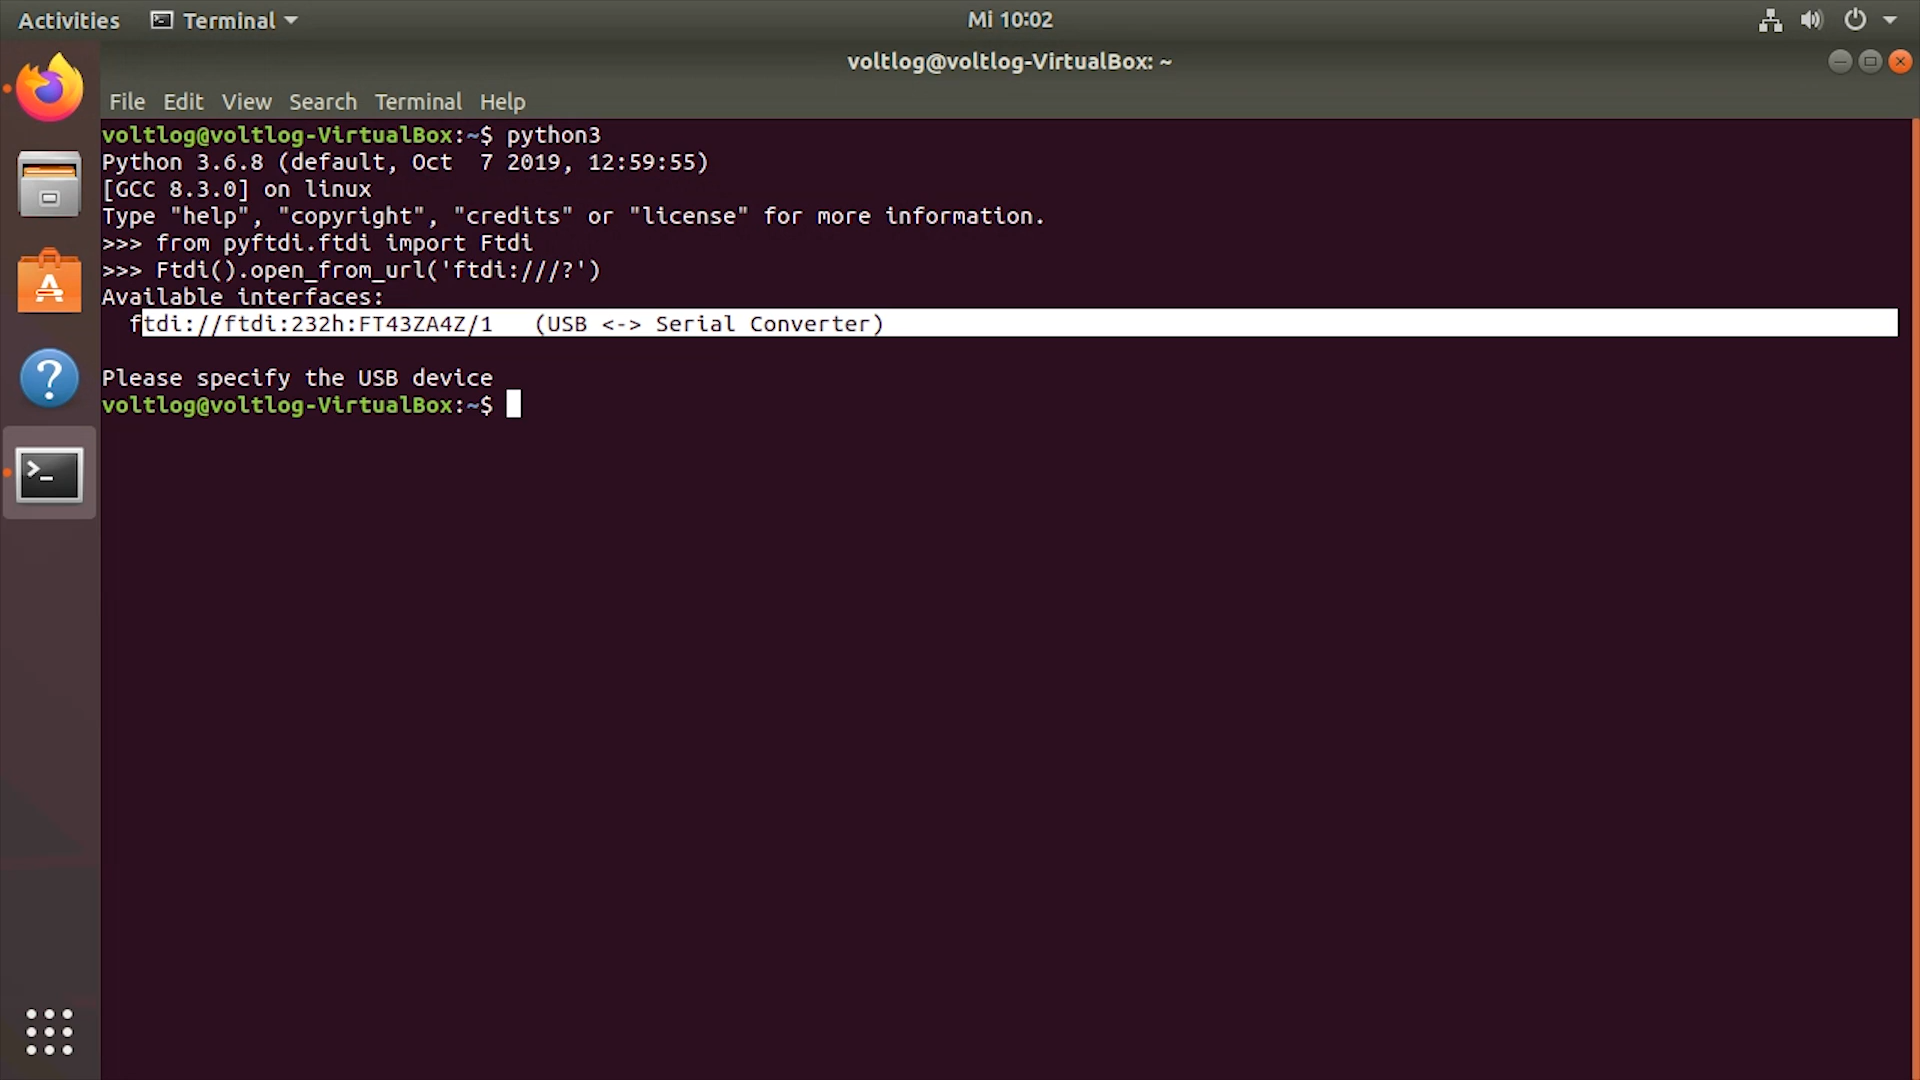 Activities Terminal Mi 10:02
voltlog@voltlog-VirtualBox: ~
File Edit View Search Terminal Help
voltlog@voltlog-VirtualBox:~$ python3
Python 3.6.8 (default, Oct  7 2019, 12:59:55)
[GCC 8.3.0] on linux
Type "help", "copyright", "credits" or "license" for more information.
>>> from pyftdi.ftdi import Ftdi
>>> Ftdi().open_from_url('ftdi:///?')
Available interfaces:
  ftdi://ftdi:232h:FT43ZA4Z/1   (USB <-> Serial Converter)
Please specify the USB device
voltlog@voltlog-VirtualBox:~$